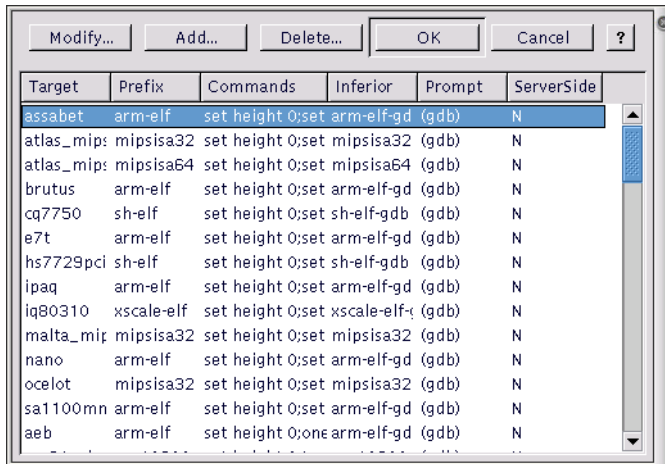 Modify... Add... Delete... OK Cancel ?
Target Prefix Commands Inferior Prompt ServerSide
assabet arm-elf set height 0;set arm-elf-gd (gdb) N
atlas_mips mipsisa32 set height 0;set mipsisa32 (gdb) N
atlas_mips mipsisa64 set height 0;set mipsisa64 (gdb) N
brutus arm-elf set height 0;set arm-elf-gd (gdb) N
cq7750 sh-elf set height 0;set sh-elf-gdb (gdb) N
e7t arm-elf set height 0;set arm-elf-gd (gdb) N
hs7729pci sh-elf set height 0;set sh-elf-gdb (gdb) N
ipaq arm-elf set height 0;set arm-elf-gd (gdb) N
iq80310 xscale-elf set height 0;set xscale-elf-g (gdb) N
malta_mip mipsisa32 set height 0;set mipsisa32 (gdb) N
nano arm-elf set height 0;set arm-elf-gd (gdb) N
ocelot mipsisa32 set height 0;set mipsisa32 (gdb) N
sa1100mn arm-elf set height 0;set arm-elf-gd (gdb) N
aeb arm-elf set height 0;one arm-elf-gd (gdb) N